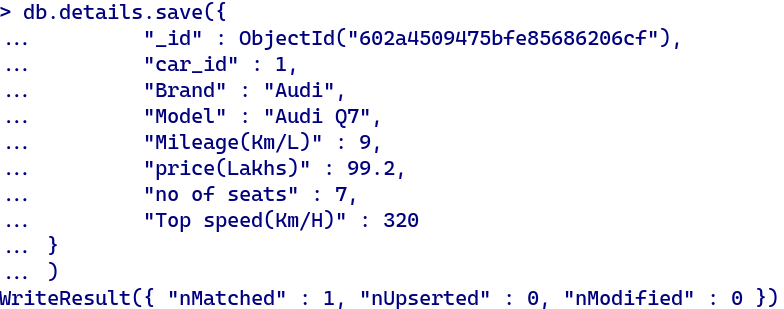 > db.details.save({
...         "_id" : ObjectId("602a4509475bfe85686206cf"),
...         "car_id" : 1,
...         "Brand" : "Audi",
...         "Model" : "Audi Q7",
...         "Mileage(Km/L)" : 9,
...         "price(Lakhs)" : 99.2,
...         "no of seats" : 7,
...         "Top speed(Km/H)" : 320
... }
... )
WriteResult({ "nMatched" : 1, "nUpserted" : 0, "nModified" : 0 })